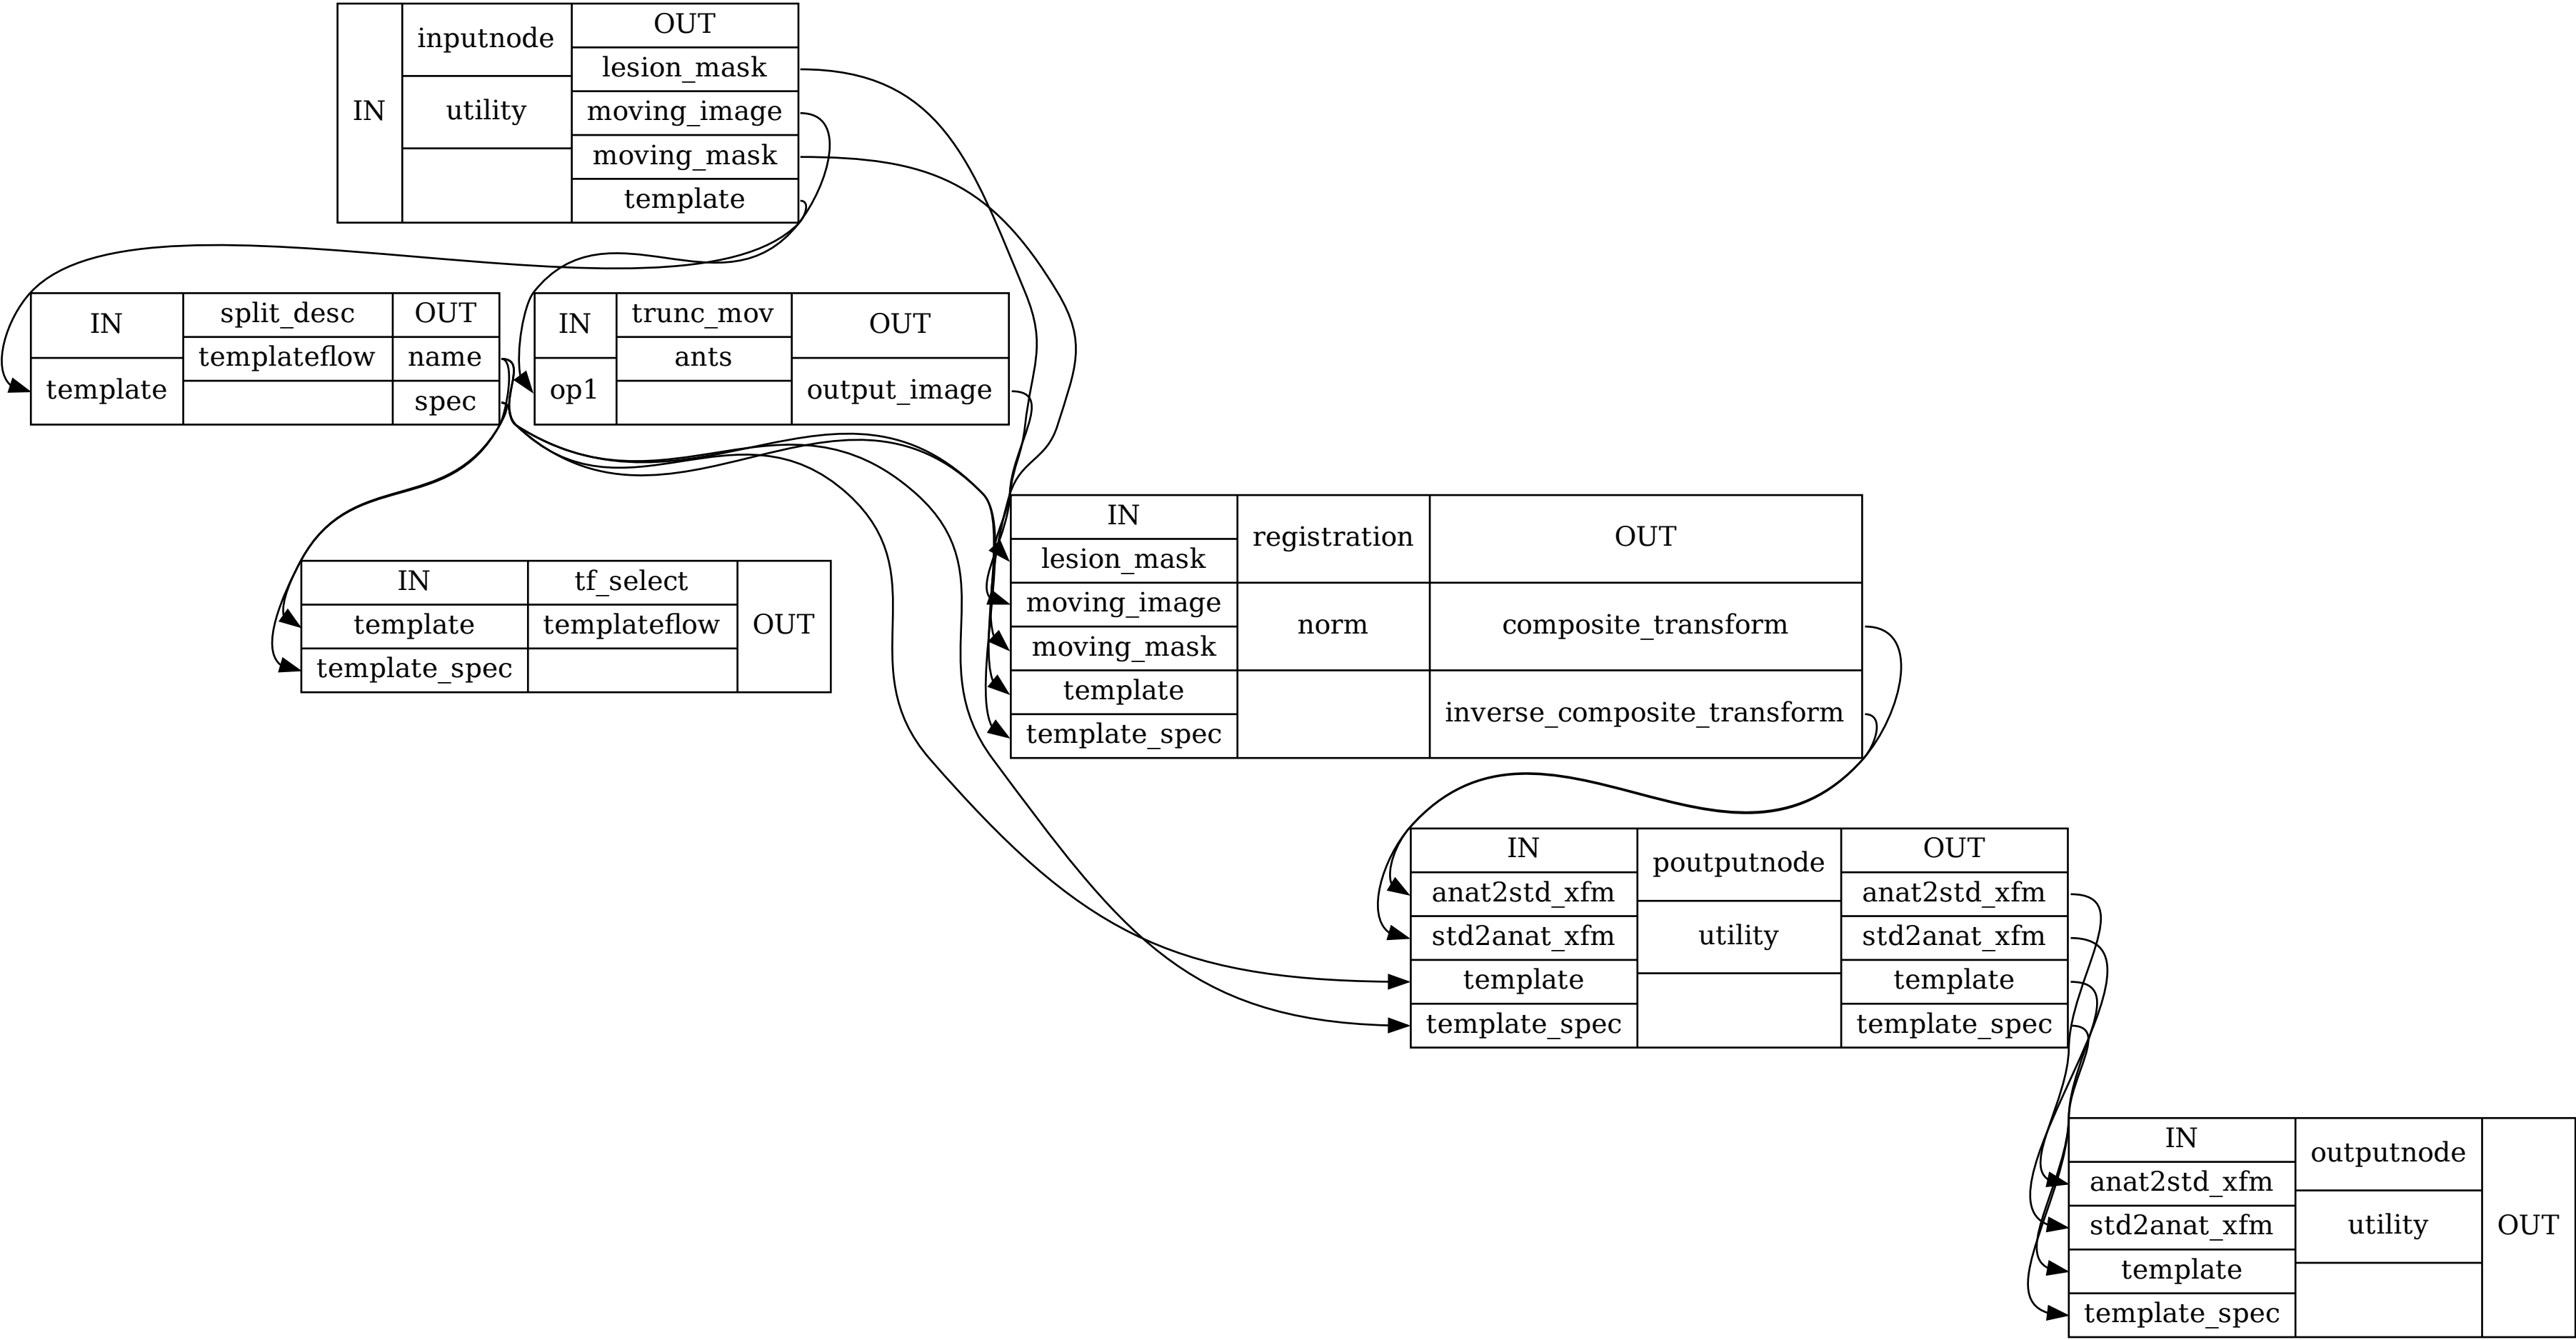 IN
inputnode
utility
OUT
lesion_mask
moving_image
moving_mask
template
IN
template
split_desc
templateflow
OUT
name
spec
IN
op1
trunc_mov
ants
OUT
output_image
IN
lesion_mask
moving_image
moving_mask
template
template_spec
registration
norm
OUT
composite_transform
inverse_composite_transform
IN
template
template_spec
tf_select
templateflow
OUT
IN
anat2std_xfm
std2anat_xfm
template
template_spec
poutputnode
utility
OUT
anat2std_xfm
std2anat_xfm
template
template_spec
IN
anat2std_xfm
std2anat_xfm
template
template_spec
outputnode
utility
OUT